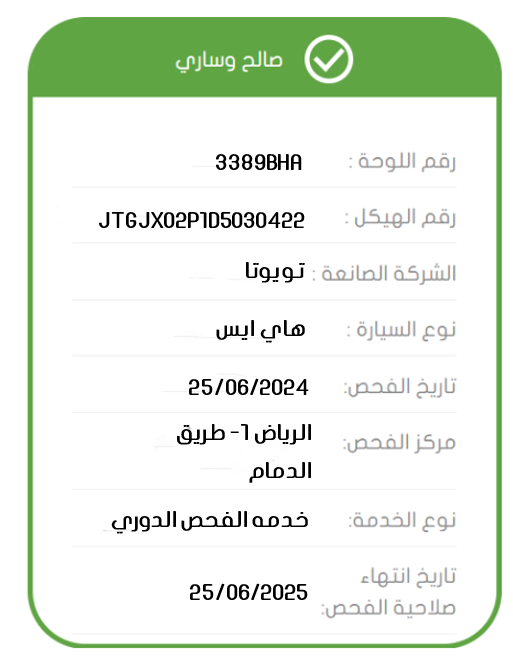 صالح وساري
رقم اللوحة : 3389BHA
رقم الهيكل : JTGJX02P1D5030422
الشركة الصانعة : تويوتا
نوع السيارة : هاي ايس
تاريخ الفحص: 25/06/2024
مركز الفحص: الرياض 1- طريق
الدمام
نوع الخدمة: خدمه الفحص الدوري
تاريخ انتهاء
صلاحية الفحص: 25/06/2025